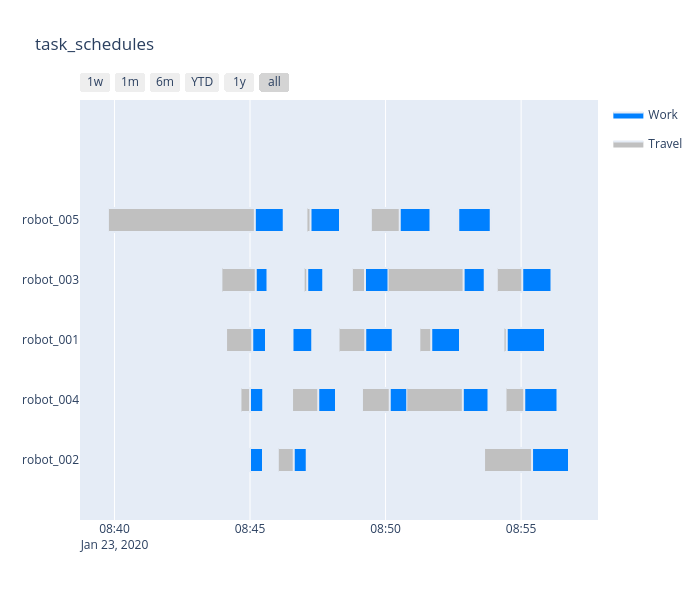 task_schedules
1w 1m 6m YTD 1y all
Work
Travel
robot_005
robot_003
robot_001
robot_004
robot_002
08:40 08:45 08:50 08:55
Jan 23, 2020